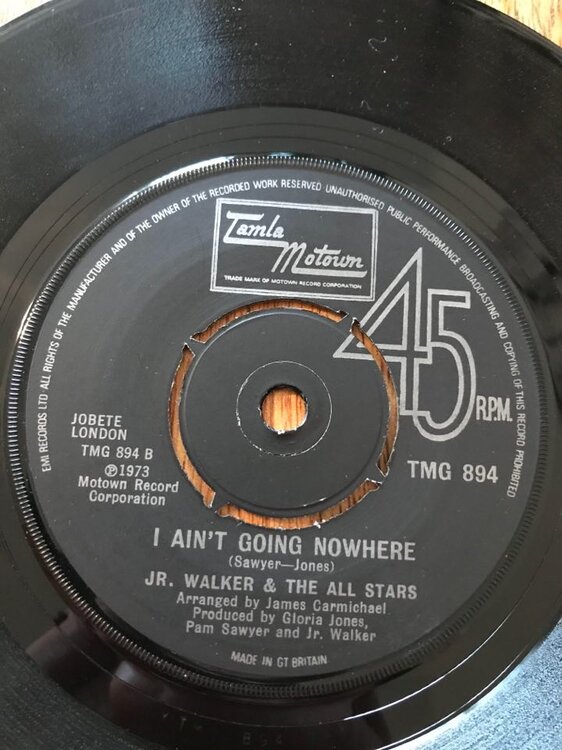 EMI RECORDS LTD ALL RIGHTS OF THE MANUFACTURER AND OF THE OWNER OF THE RECORDED WORK RESERVED UNAUTHORISED PUBLIC PERFORMANCE BROADCASTING AND COPYING OF THIS RECORD PROHIBITED
Tamla
Motown
TRADE MARK OF MOTOWN RECORD CORPORATION
45
R.P.M.
JOBETE
LONDON
TMG 894 B
℗1973
Motown Record
Corporation
TMG 894
I AIN'T GOING NOWHERE
(Sawyer—Jones)
JR. WALKER & THE ALL STARS
Arranged by James Carmichael
Produced by Gloria Jones,
Pam Sawyer and Jr. Walker
MADE IN GT BRITAIN